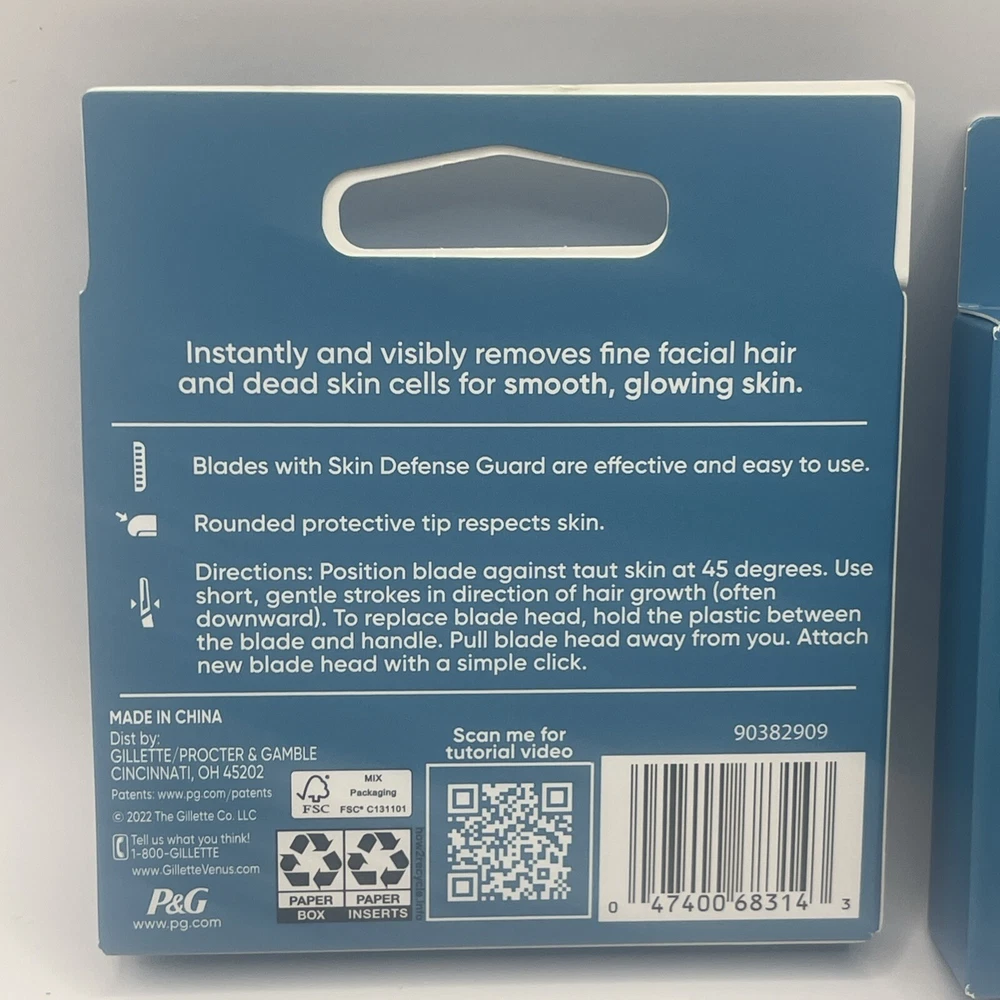 Instantly and visibly removes fine facial hair
and dead skin cells for smooth, glowing skin.
Blades with Skin Defense Guard are effective and easy to use.
Rounded protective tip respects skin.
Directions: Position blade against taut skin at 45 degrees. Use
short, gentle strokes in direction of hair growth (often
downward). To replace blade head, hold the plastic between
the blade and handle. Pull blade head away from you. Attach
new blade head with a simple click.
MADE IN CHINA
Dist by:
GILLETTE/PROCTER & GAMBLE
CINCINNATI, OH 45202
Patents: www.pg.com/patents
© 2022 The Gillette Co. LLC
Tell us what you think!
1-800-GILLETTE
www.GilletteVenus.com
P&G
www.pg.com
FSC
MIX
Packaging
FSC® C131101
PAPER
BOX
PAPER
INSERTS
how2recycle.info
Scan me for
tutorial video
90382909
0 47400 68314 3